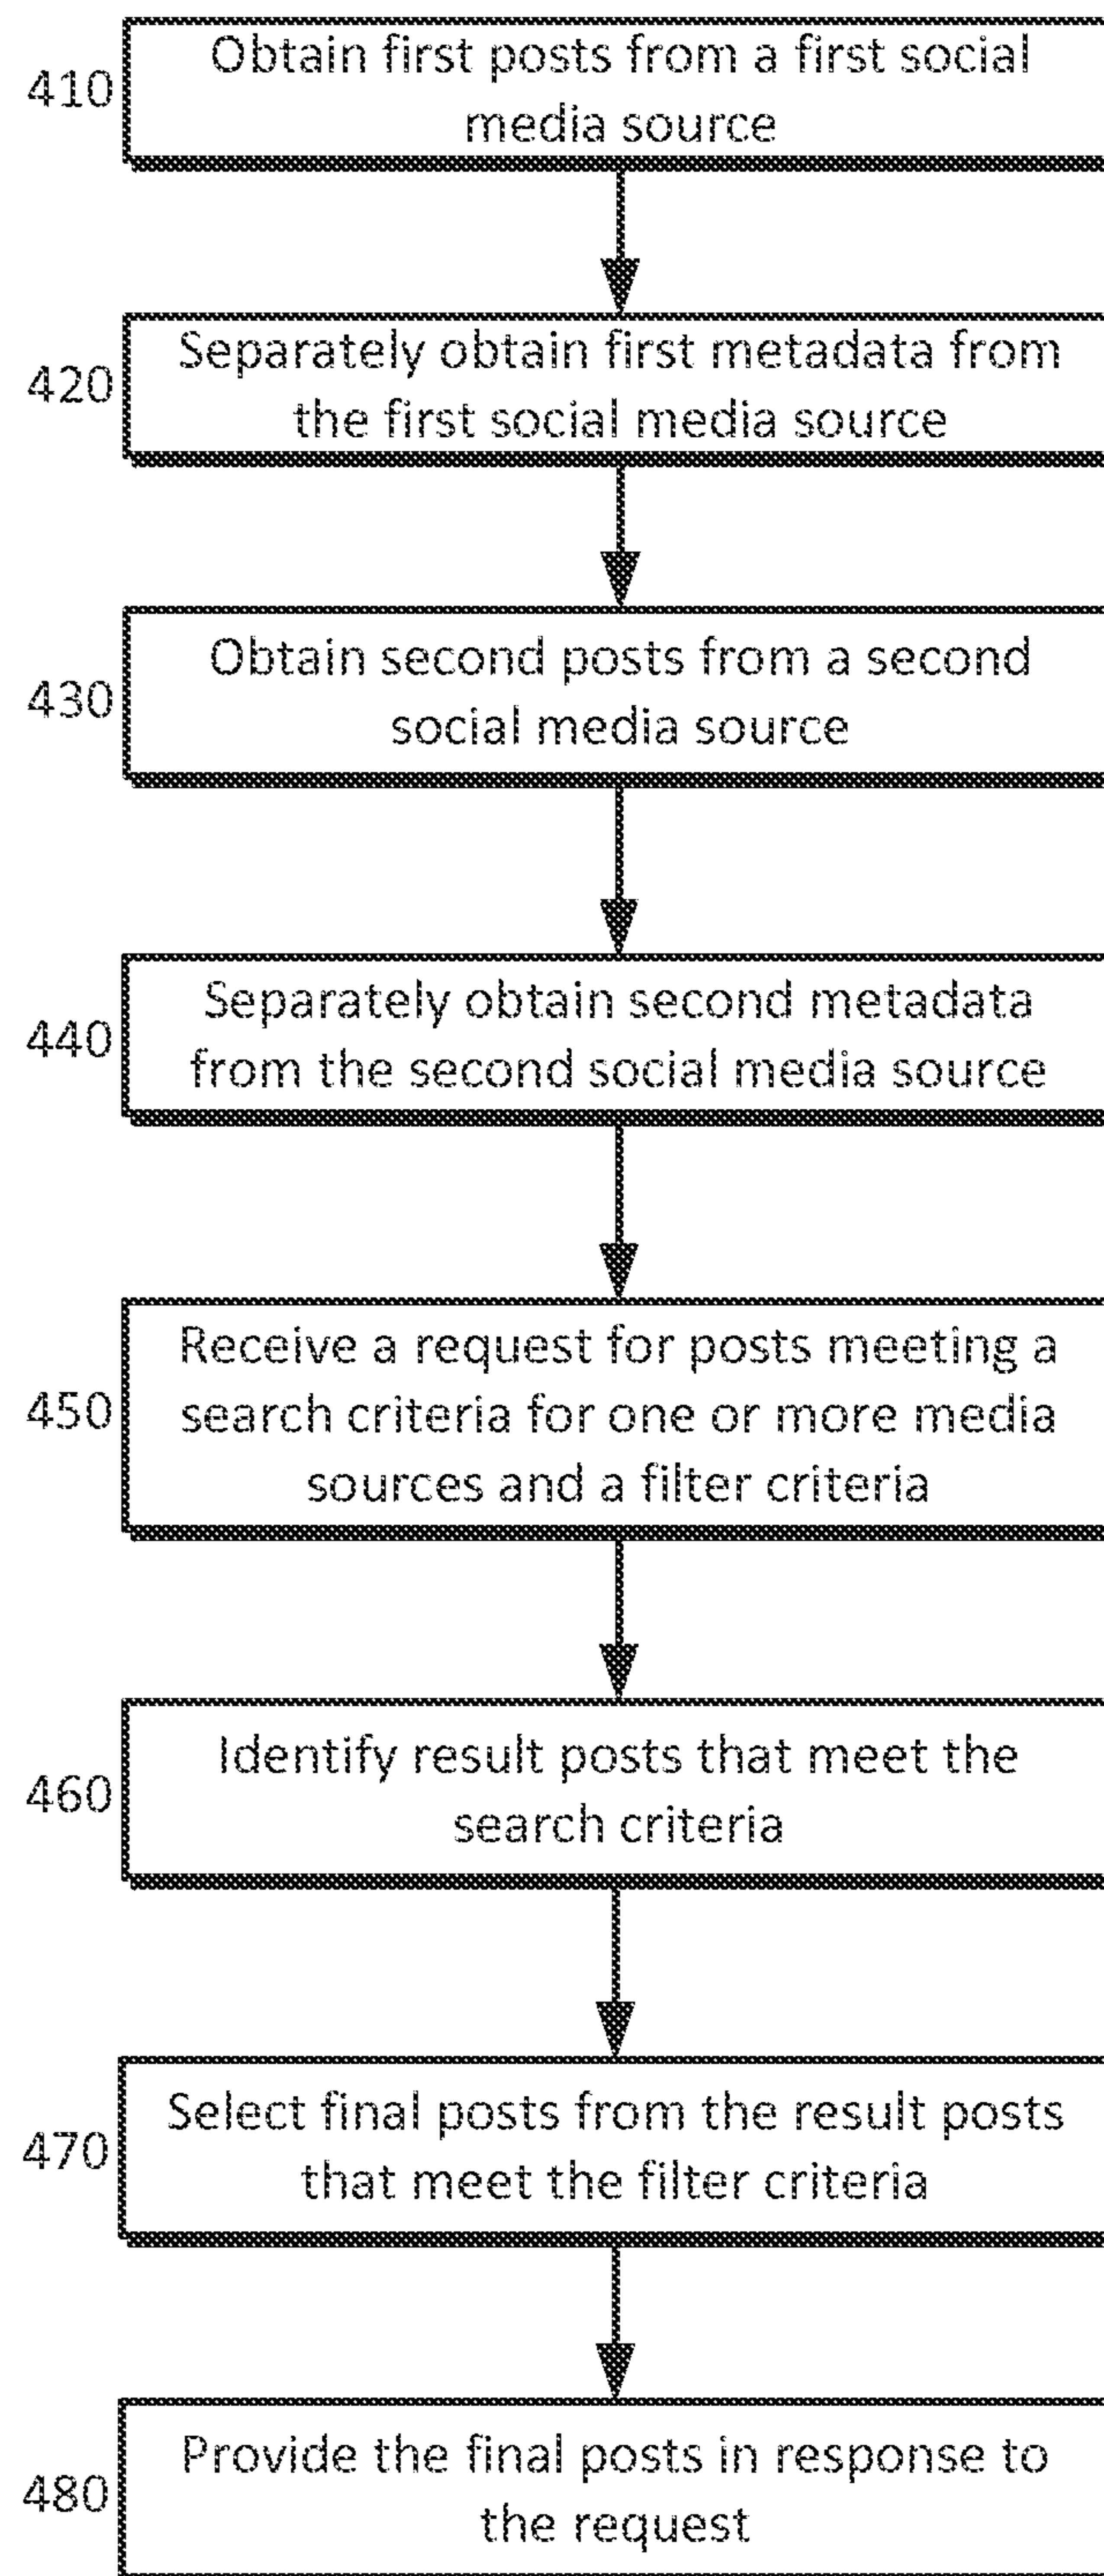 410
Obtain first posts from a first social
media source
420
Separately obtain first metadata from
the first social media source
430
Obtain second posts from a second
social media source
440
Separately obtain second metadata
from the second social media source
450
Receive a request for posts meeting a
search criteria for one or more media
sources and a filter criteria
460
Identify result posts that meet the
search criteria
470
Select final posts from the result posts
that meet the filter criteria
480
Provide the final posts in response to
the request